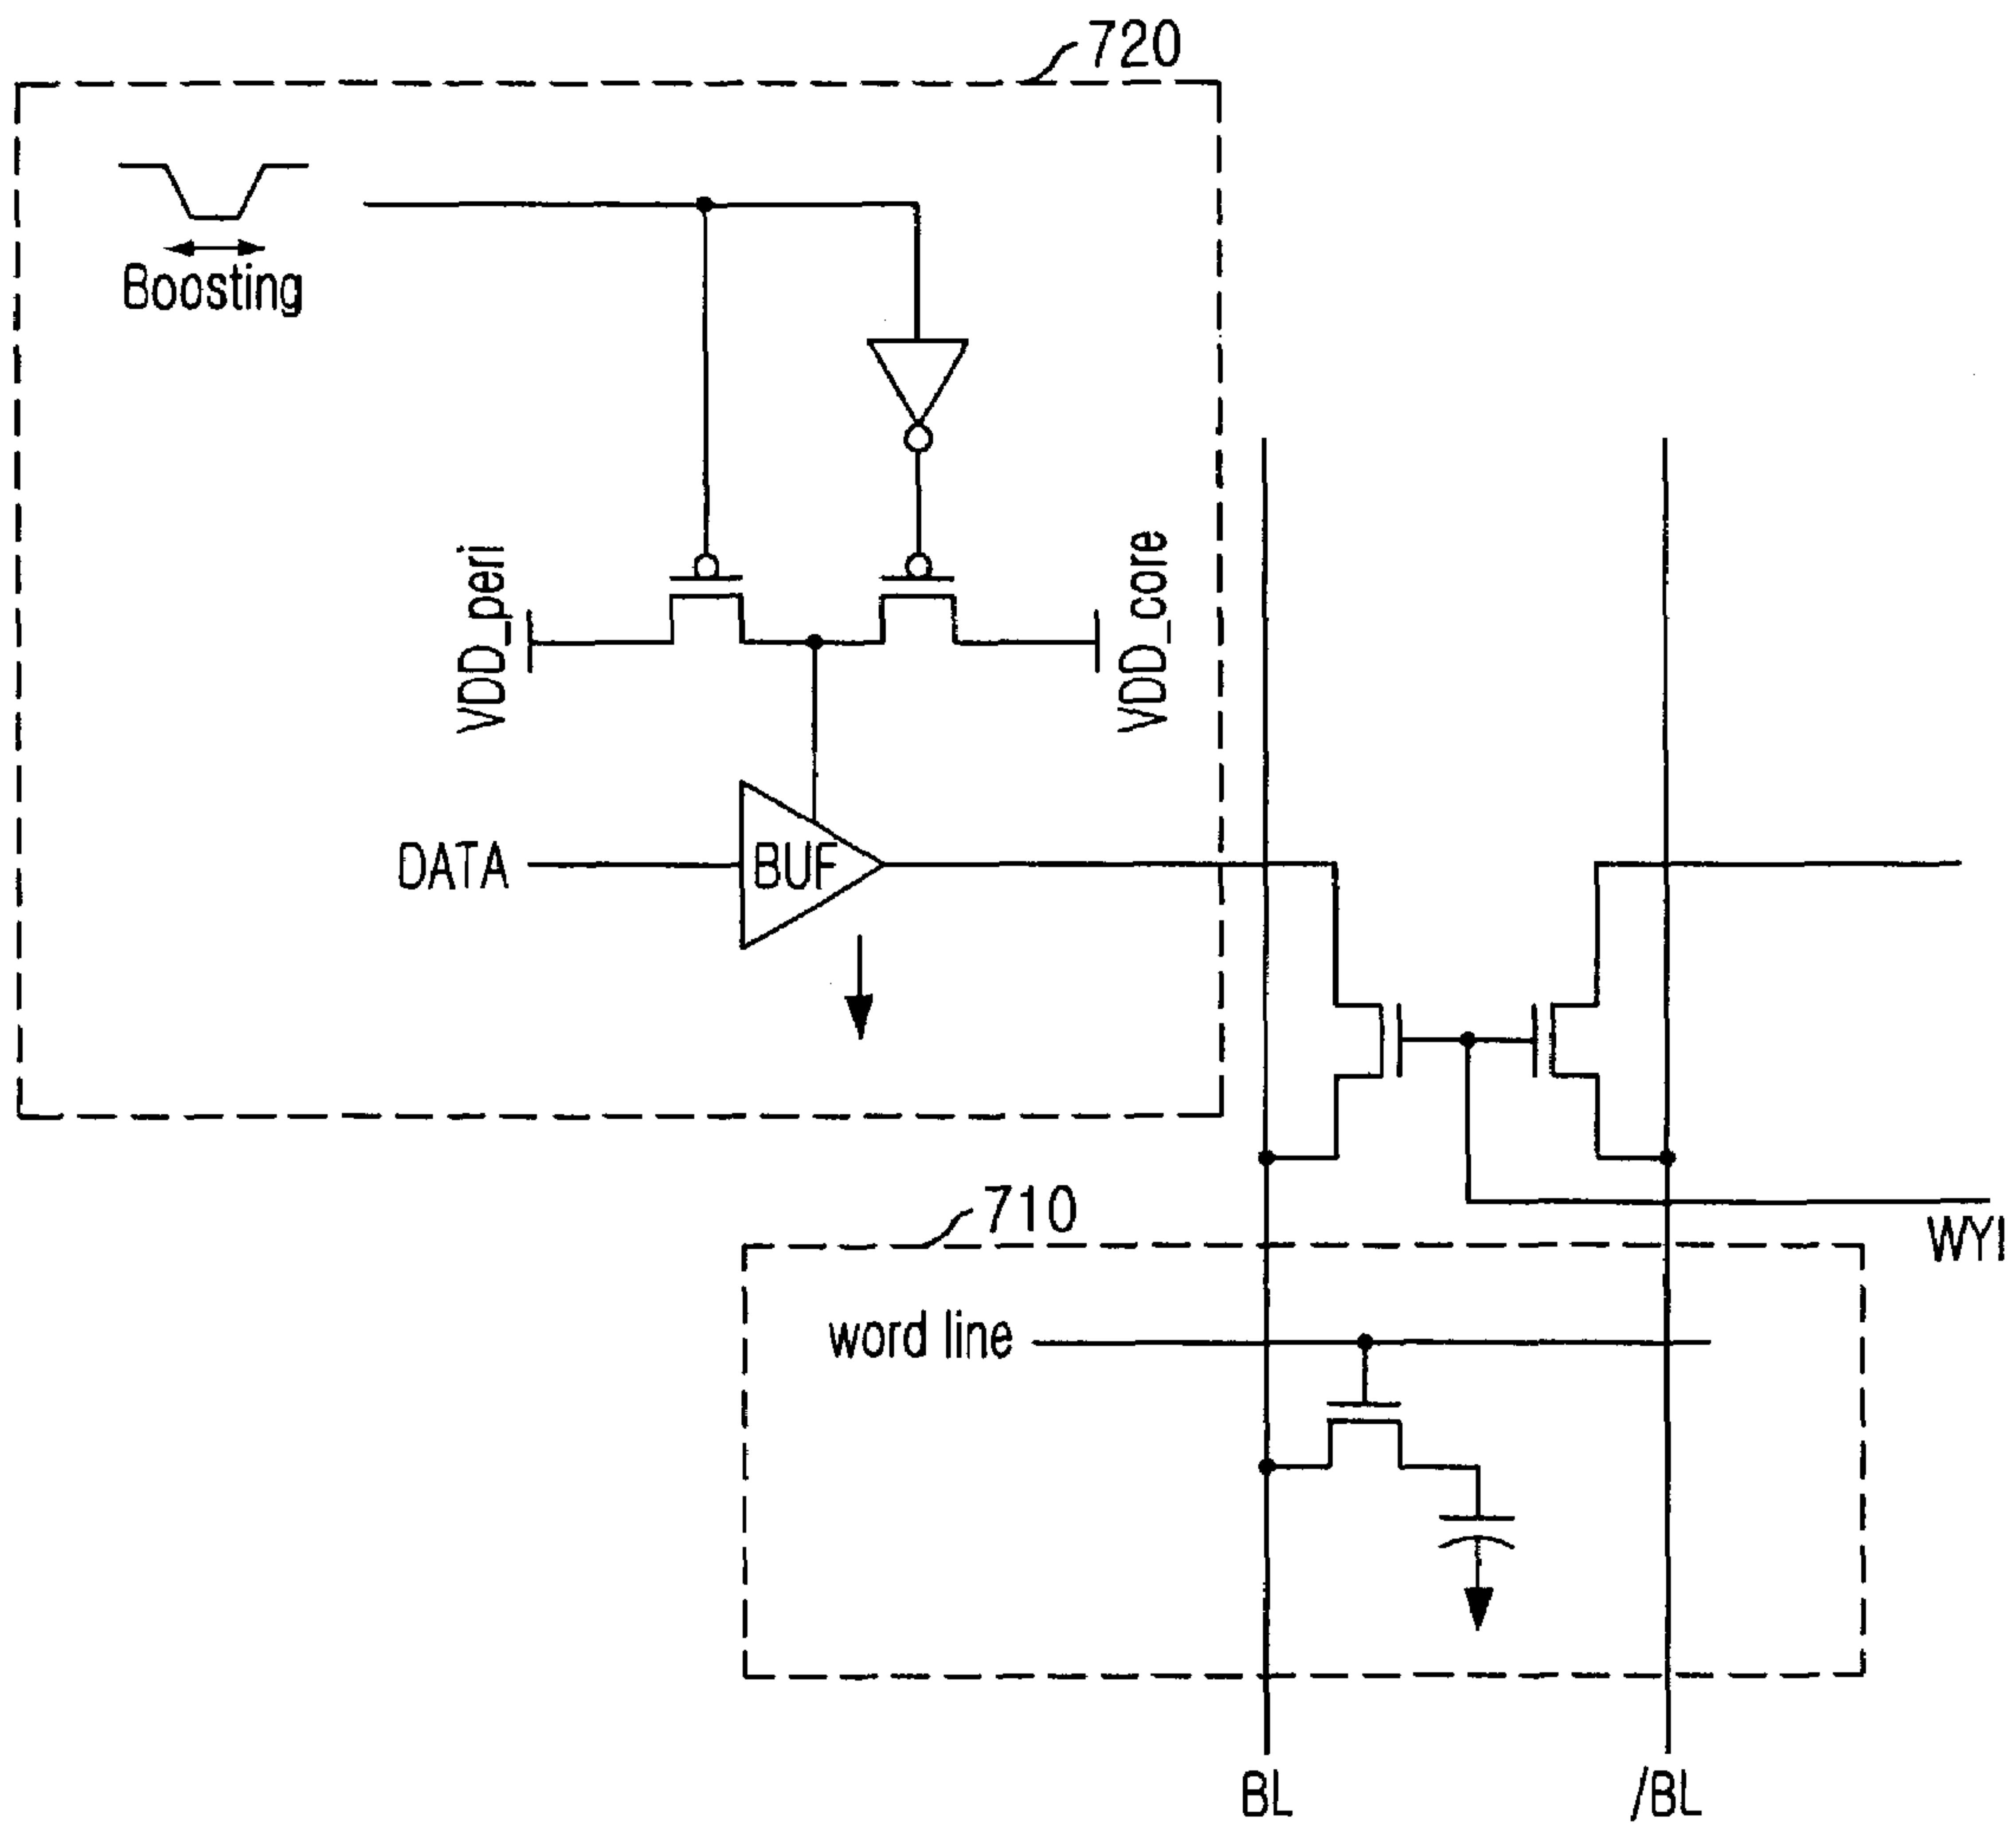 720
Boosting
VDD_peri
VDD_core
DATA
BUF
710
WYI
word line
BL
/BL